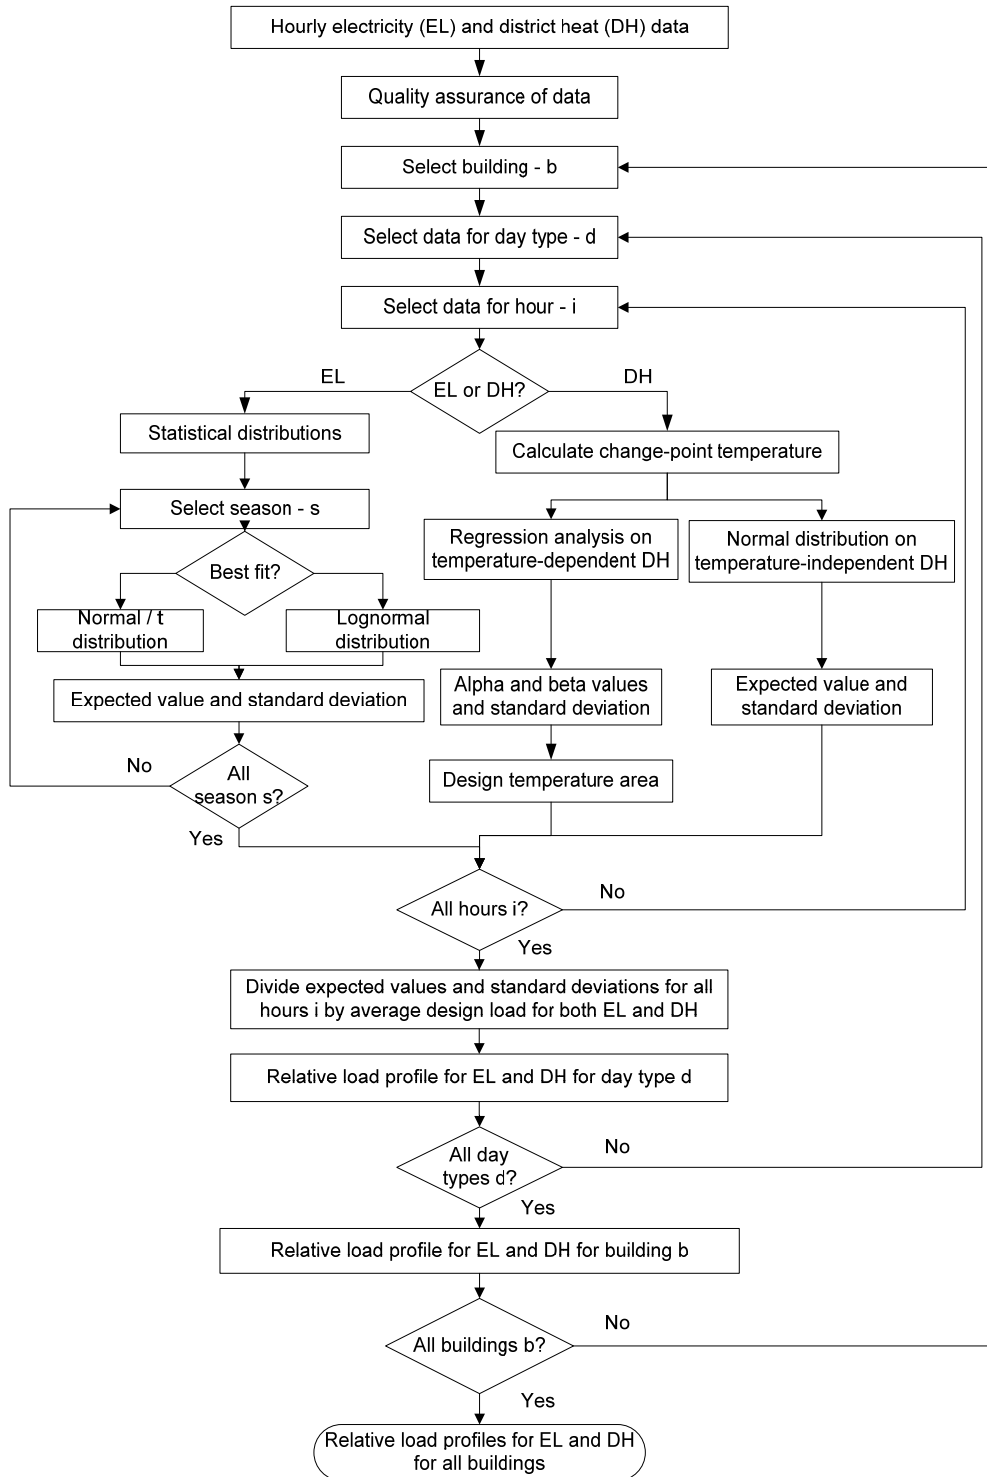 Hourly electricity (EL) and district heat (DH) data
Quality assurance of data
Select building - b
Select data for day type - d
Select data for hour - i
EL or DH?
EL
DH
Statistical distributions
Calculate change-point temperature
Select season - s
Regression analysis on
temperature-dependent DH
Normal distribution on
temperature-independent DH
Best fit?
Normal / t
distribution
Lognormal
distribution
Expected value and standard deviation
Alpha and beta values
and standard deviation
Expected value and
standard deviation
No
All
season s?
Design temperature area
Yes
All hours i?
No
Yes
Divide expected values and standard deviations for all
hours i by average design load for both EL and DH
Relative load profile for EL and DH for day type d
All day
types d?
No
Yes
Relative load profile for EL and DH for building b
All buildings b?
No
Yes
Relative load profiles for EL and DH
for all buildings